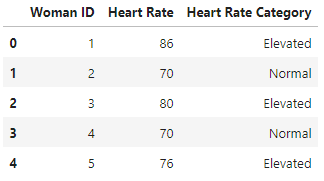 Woman ID Heart Rate Heart Rate Category
0 1 86 Elevated
1 2 70 Normal
2 3 80 Elevated
3 4 70 Normal
4 5 76 Elevated